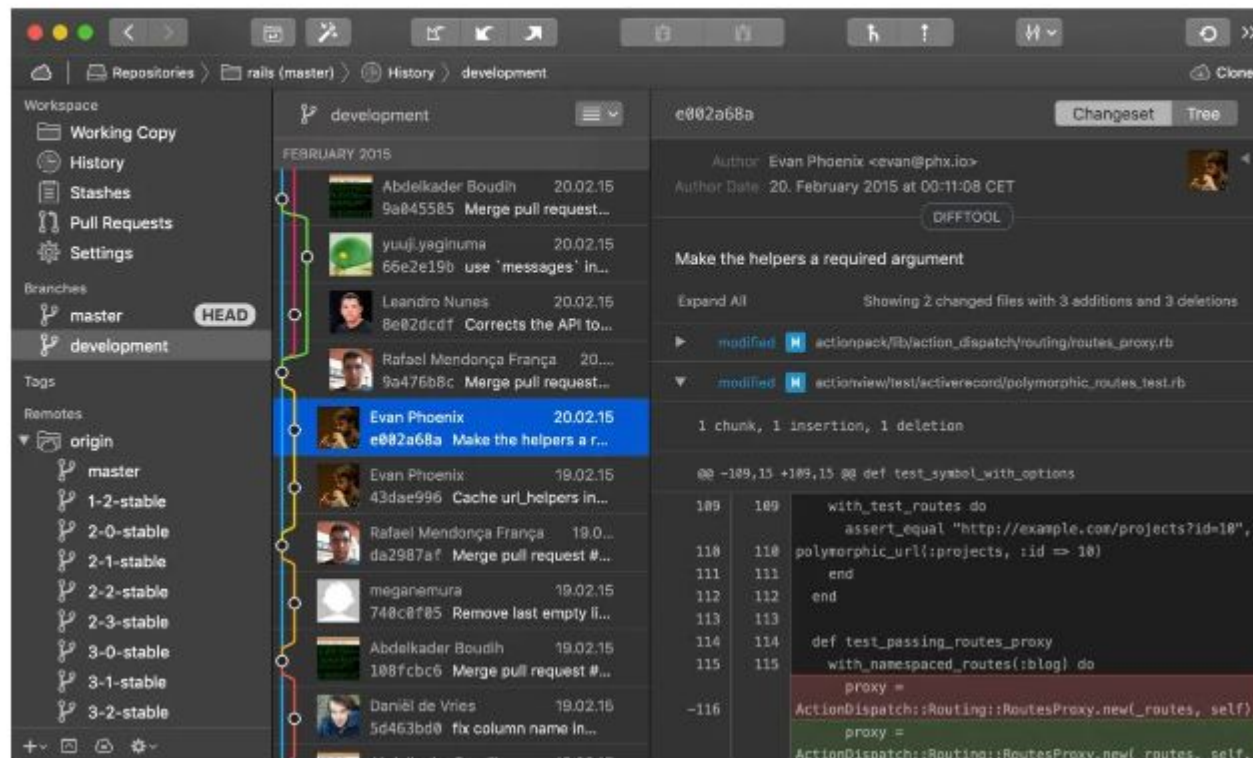 Repositories
rails (master)
History
development
Clone
Workspace
Working Copy
History
Stashes
Pull Requests
Settings
Branches
master
HEAD
development
Tags
Remotes
origin
master
1-2-stable
2-0-stable
2-1-stable
2-2-stable
2-3-stable
3-0-stable
3-1-stable
3-2-stable
development
FEBRUARY 2015
Abdelkader Boudih 20.02.15
9a045585 Merge pull request...
yuuji.yaginuma 20.02.15
66e2e19b use `messages` in...
Leandro Nunes 20.02.15
8e02dcdf Corrects the API to...
Rafael Mendonça França 20....
9a476b8c Merge pull request...
Evan Phoenix 20.02.15
e002a68a Make the helpers a r...
Evan Phoenix 19.02.15
43dae996 Cache url_helpers in...
Rafael Mendonça França 19.0...
da2987af Merge pull request #...
meganemura 19.02.15
740c0f05 Remove last empty li...
Abdelkader Boudih 19.02.15
108fcbc6 Merge pull request #...
Daniël de Vries 19.02.15
5d463bd0 fix column name in...
e002a68a
Changeset
Tree
Author Evan Phoenix <evan@phx.io>
Author Date 20. February 2015 at 00:11:08 CET
DIFFTOOL
Make the helpers a required argument
Expand All
Showing 2 changed files with 3 additions and 3 deletions
modified M actionpack/lib/action_dispatch/routing/routes_proxy.rb
modified M actionview/test/activerecord/polymorphic_routes_test.rb
1 chunk, 1 insertion, 1 deletion
@@ -109,15 +109,15 @@ def test_symbol_with_options
109 109 with_test_routes do
assert_equal "http://example.com/projects?id=10",
110 110 polymorphic_url(:projects, :id => 10)
111 111 end
112 112 end
113 113
114 114 def test_passing_routes_proxy
115 115 with_namespaced_routes(:blog) do
proxy =
-116 ActionDispatch::Routing::RoutesProxy.new(_routes, self)
proxy =
ActionDispatch::Routing::RoutesProxy.new(_routes, self,